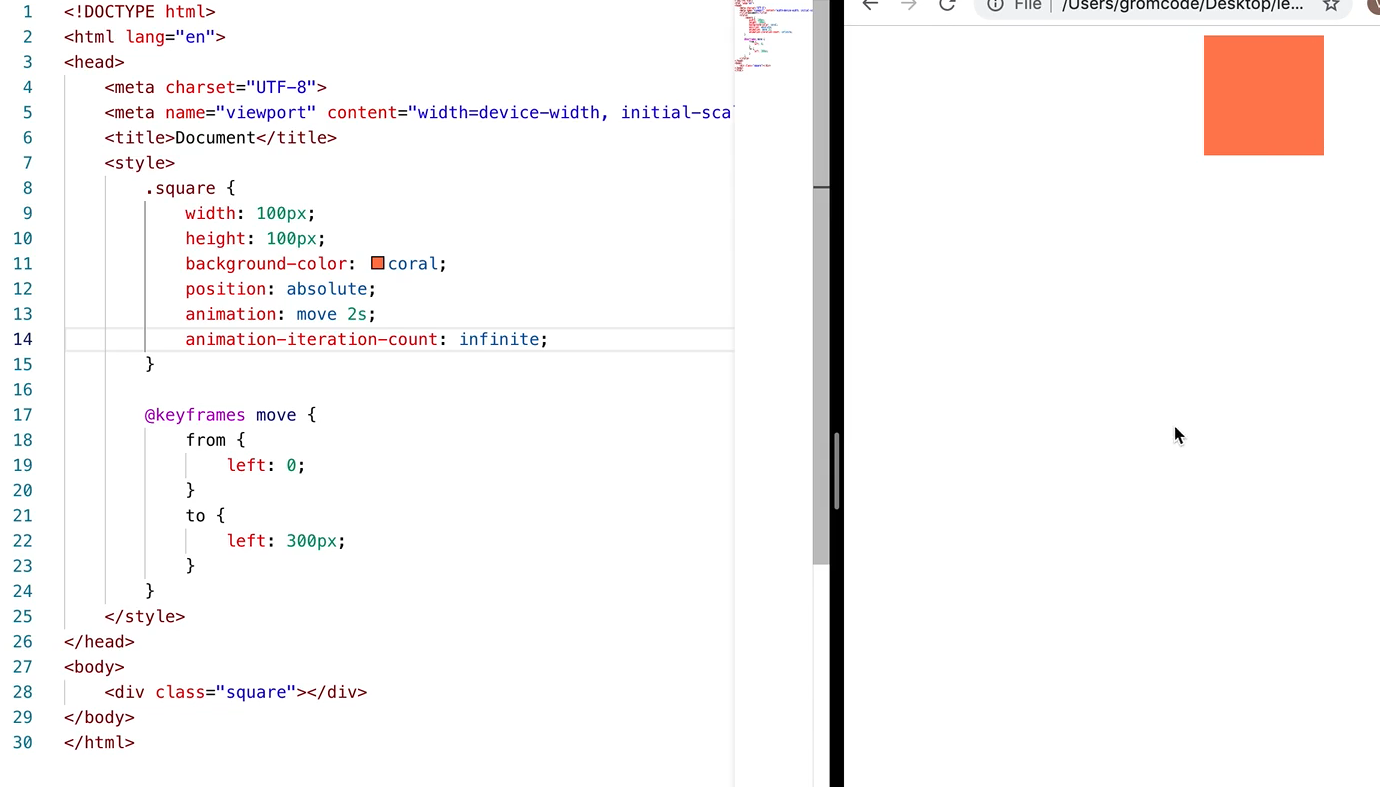 1 <!DOCTYPE html>
2 <html lang="en">
3 <head>
4 <meta charset="UTF-8">
5 <meta name="viewport" content="width=device-width, initial-sca
6 <title>Document</title>
7 <style>
8 .square {
9 width: 100px;
10 height: 100px;
11 background-color: coral;
12 position: absolute;
13 animation: move 2s;
14 animation-iteration-count: infinite;
15 }
16
17 @keyframes move {
18 from {
19 left: 0;
20 }
21 to {
22 left: 300px;
23 }
24 }
25 </style>
26 </head>
27 <body>
28 <div class="square"></div>
29 </body>
30 </html>
File | /Users/gromcode/Desktop/le...